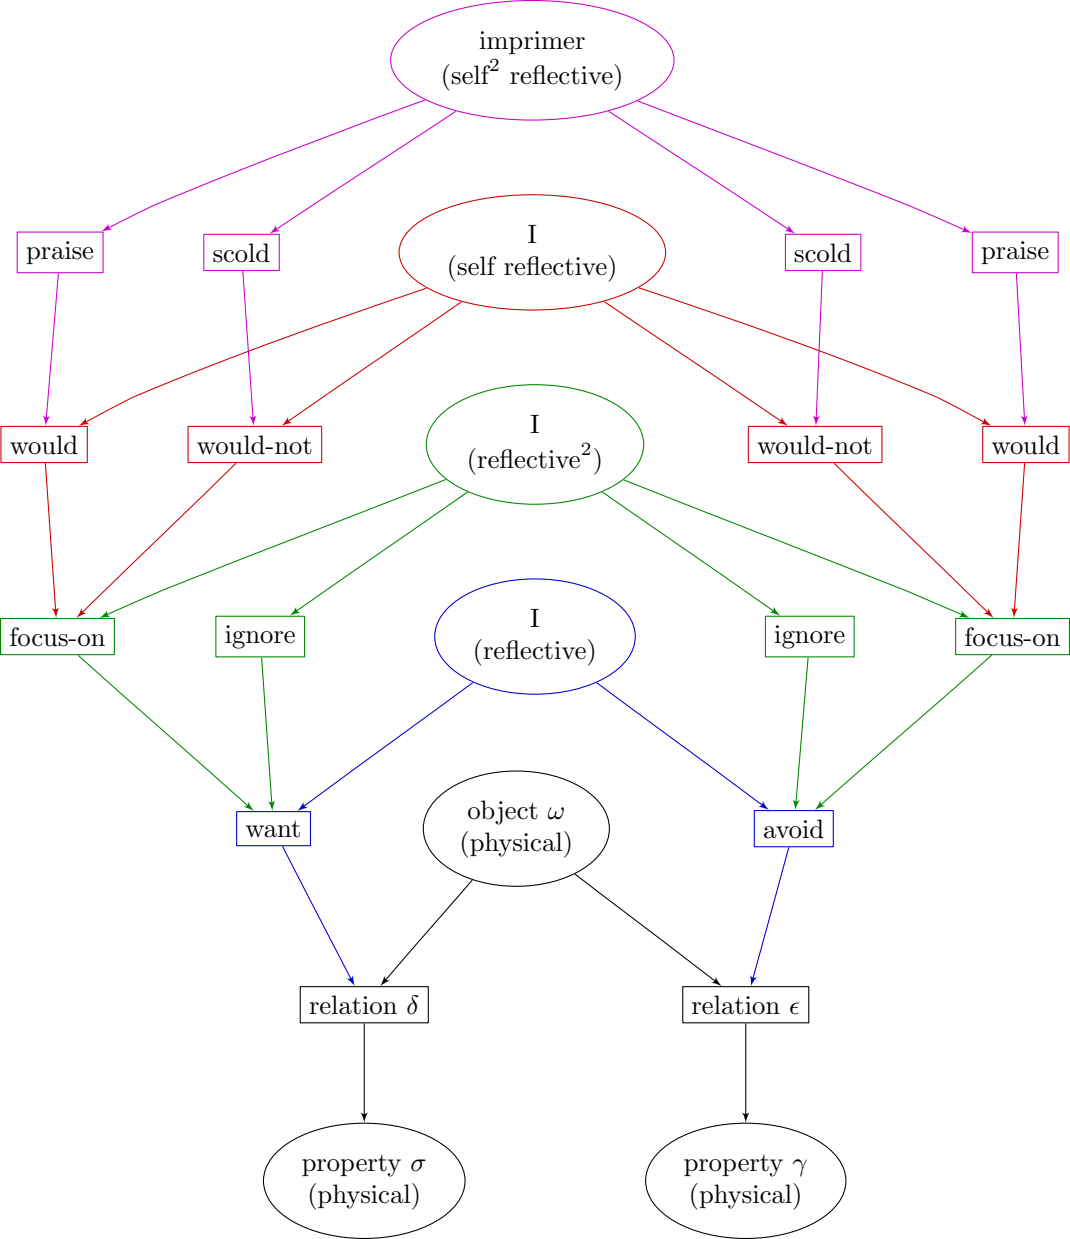 imprimer
(self² reflective)
praise
scold
I
(self reflective)
scold
praise
would
would-not
I
(reflective²)
would-not
would
focus-on
ignore
I
(reflective)
ignore
focus-on
want
object ω
(physical)
avoid
relation δ
relation ϵ
property σ
(physical)
property γ
(physical)